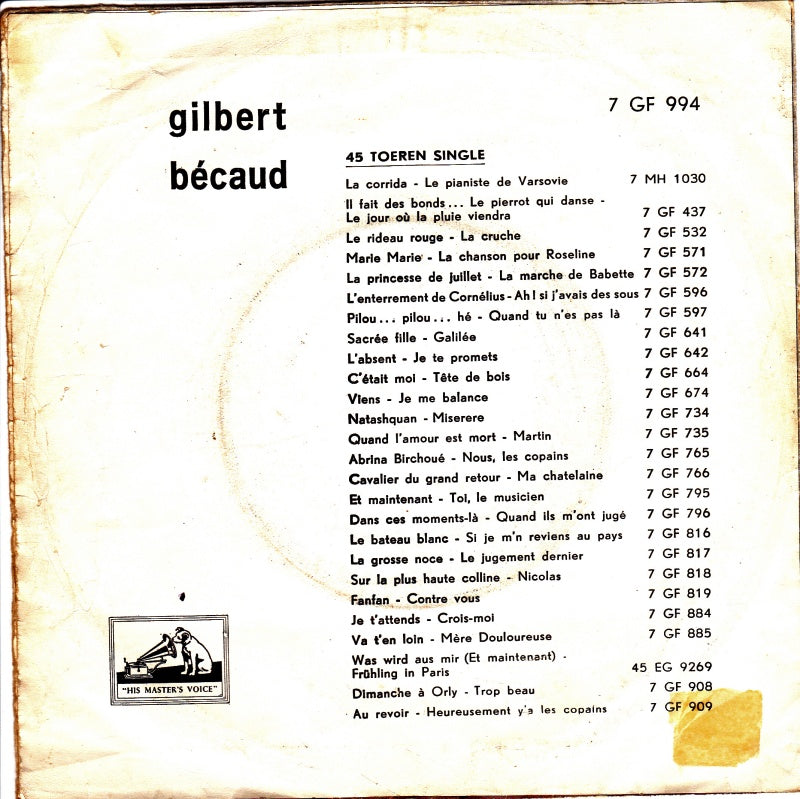 gilbert
bécaud
7 GF 994
45 TOEREN SINGLE
La corrida - Le pianiste de Varsovie 7 MH 1030
Il fait des bonds... Le pierrot qui danse -
Le jour où la pluie viendra 7 GF 437
Le rideau rouge - La cruche 7 GF 532
Marie Marie - La chanson pour Roseline 7 GF 571
La princesse de juillet - La marche de Babette 7 GF 572
L'enterrement de Cornélius - Ah! si j'avais des sous 7 GF 596
Pilou... pilou... hé - Quand tu n'es pas là 7 GF 597
Sacrée fille - Galilée 7 GF 641
L'absent - Je te promets 7 GF 642
C'était moi - Tête de bois 7 GF 664
Viens - Je me balance 7 GF 674
Natashquan - Miserere 7 GF 734
Quand l'amour est mort - Martin 7 GF 735
Abrina Birchoué - Nous, les copains 7 GF 765
Cavalier du grand retour - Ma chatelaine 7 GF 766
Et maintenant - Toi, le musicien 7 GF 795
Dans ces moments-là - Quand ils m'ont jugé 7 GF 796
Le bateau blanc - Si je m'n reviens au pays 7 GF 816
La grosse noce - Le jugement dernier 7 GF 817
Sur la plus haute colline - Nicolas 7 GF 818
Fanfan - Contre vous 7 GF 819
Je t'attends - Crois-moi 7 GF 884
Va t'en loin - Mère Douloureuse 7 GF 885
Was wird aus mir (Et maintenant) -
Frühling in Paris 45 EG 9269
Dimanche à Orly - Trop beau 7 GF 908
Au revoir - Heureusement y'a les copains 7 GF 909
"HIS MASTER'S VOICE"